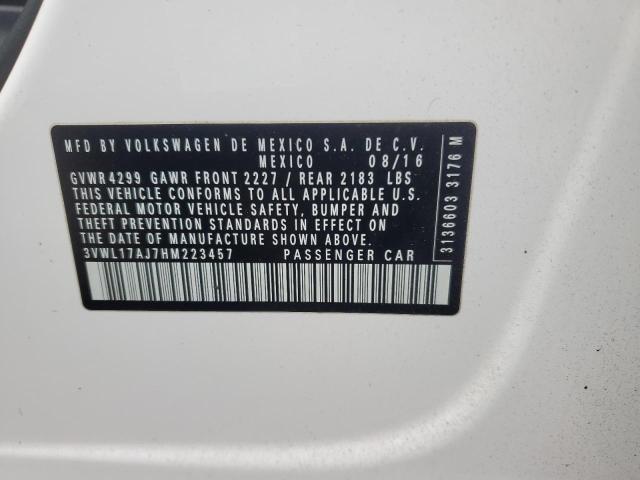 MFD BY VOLKSWAGEN DE MEXICO S.A. DE C.V.
MEXICO 08/16
GVWR 4299 GAWR FRONT 2227 / REAR 2183 LBS
THIS VEHICLE CONFORMS TO ALL APPLICABLE U.S.
FEDERAL MOTOR VEHICLE SAFETY, BUMPER AND
THEFT PREVENTION STANDARDS IN EFFECT ON
THE DATE OF MANUFACTURE SHOWN ABOVE.
3VWL17AJ7HM223457 PASSENGER CAR
3136603 3176 M